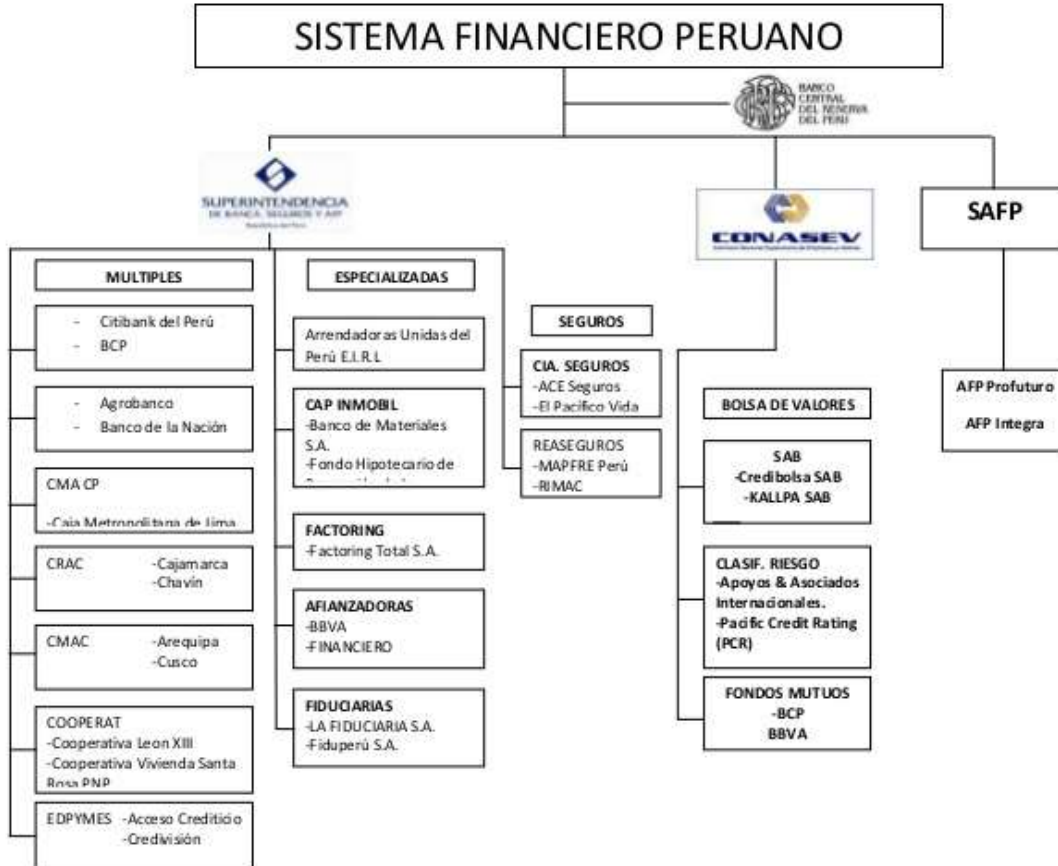 SISTEMA FINANCIERO PERUANO
BANCO
CENTRAL
DEL RESERVA
DEL PERÚ
SUPERINTENDENCIA
DE BANCA, SEGUROS Y AFP
República del Perú
CONASEV
SAFP
MULTIPLES
- Citibank del Perú
- BCP
- Agrobanco
- Banco de la Nación
CMA CP
-Caja Metropolitana de Lima
CRAC -Cajamarca
-Chavín
CMAC -Arequipa
-Cusco
COOPERAT
-Cooperativa Leon XIII
-Cooperativa Vivienda Santa
Rosa PNP
EDPYMES -Acceso Crediticio
-Credivisión
ESPECIALIZADAS
Arrendadoras Unidas del
Perú E.I.R.L
CAP INMOBIL
-Banco de Materiales
S.A.
-Fondo Hipotecario de
FACTORING
-Factoring Total S.A.
AFIANZADORAS
-BBVA
-FINANCIERO
FIDUCIARIAS
-LA FIDUCIARIA S.A.
-Fiduperú S.A.
SEGUROS
CIA. SEGUROS
-ACE Seguros
-El Pacífico Vida
REASEGUROS
-MAPFRE Perú
-RIMAC
BOLSA DE VALORES
SAB
-Credibolsa SAB
-KALLPA SAB
CLASIF. RIESGO
-Apoyos & Asociados
Internacionales.
-Pacific Credit Rating
(PCR)
FONDOS MUTUOS
-BCP
BBVA
AFP Profuturo
AFP Integra